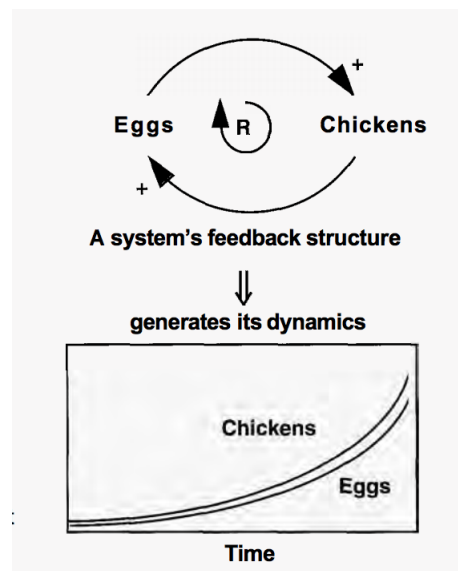 +
Eggs R Chickens
+
A system’s feedback structure
⇓
generates its dynamics
Chickens
Eggs
:
Time